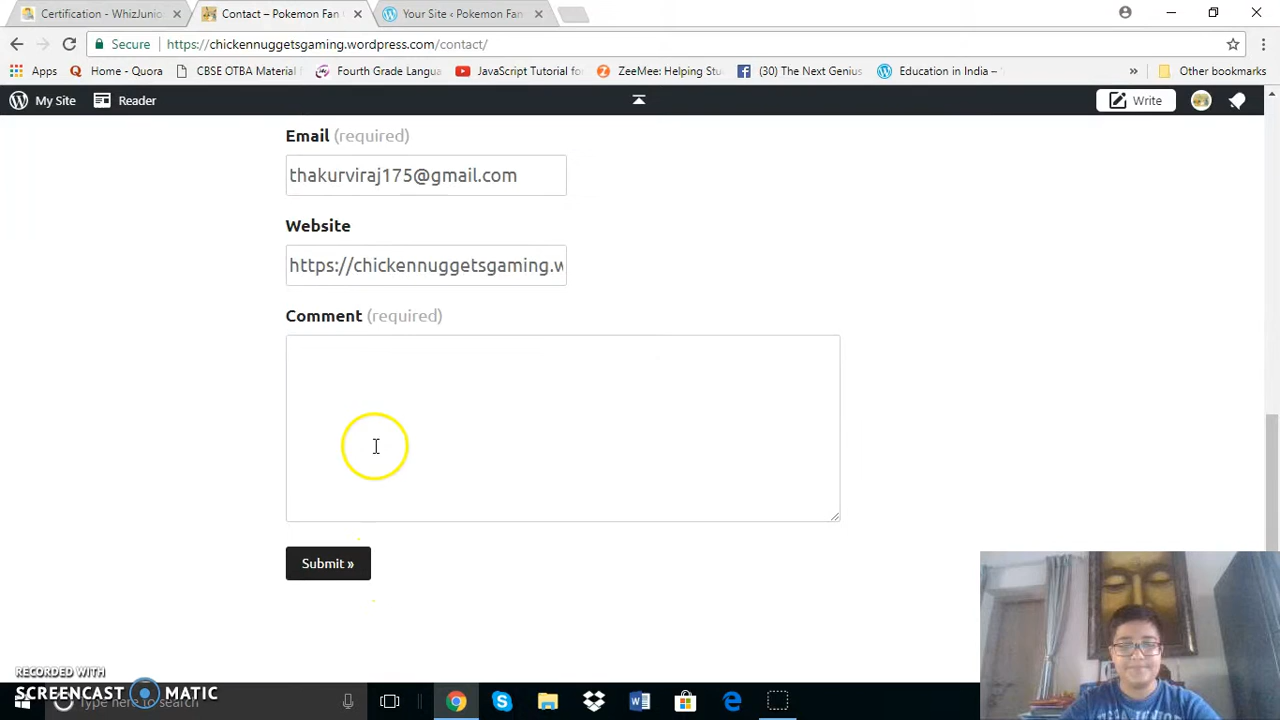 Certification - WhizJunio
Contact – Pokemon Fan
Your Site ‹ Pokemon Fan
Secure
https://chickennuggetsgaming.wordpress.com/contact/
Apps
Home - Quora
CBSE OTBA Material
Fourth Grade Langua
JavaScript Tutorial fo
ZeeMee: Helping Stu
(30) The Next Genius
Education in India –
»
Other bookmarks
My Site
Reader
Write
Email (required)
thakurviraj175@gmail.com
Website
https://chickennuggetsgaming.w
Comment (required)
Submit »
RECORDED WITH
SCREENCAST MATIC
Type here to search